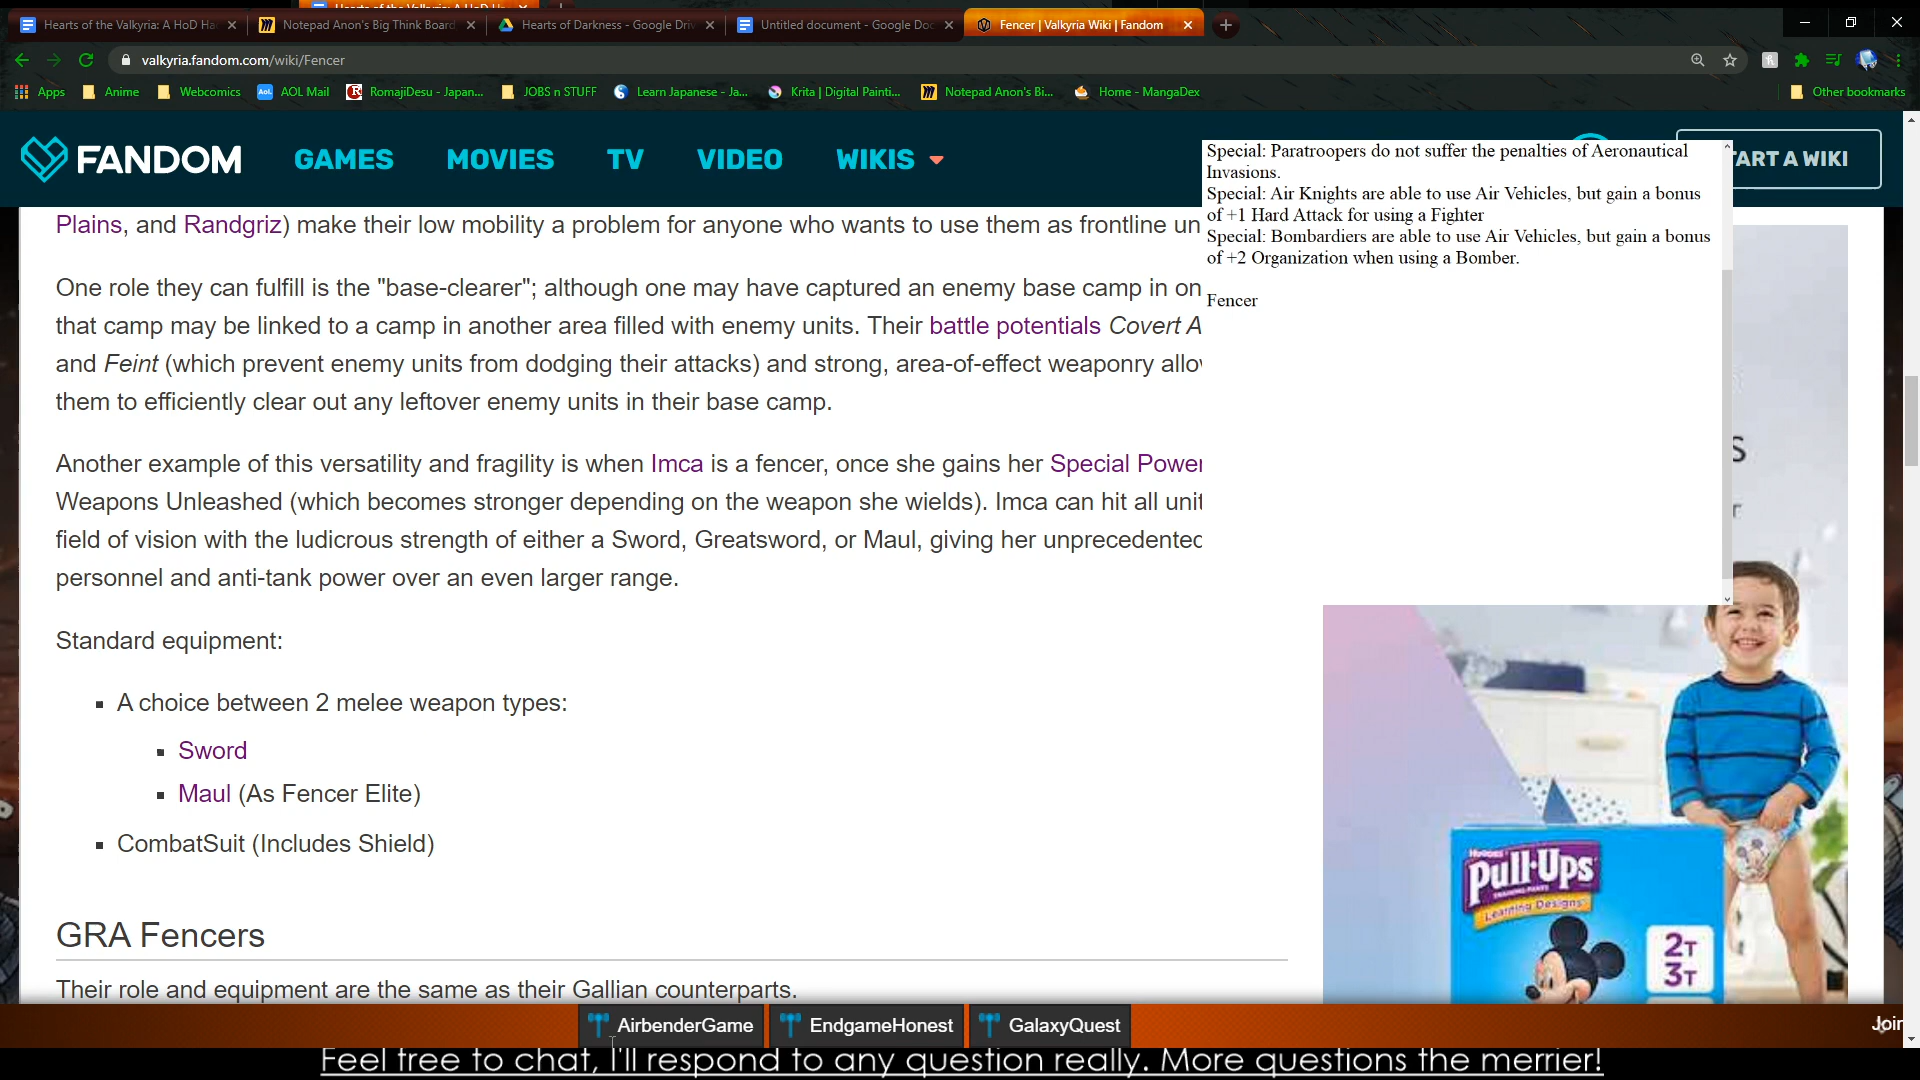 Hearts of the Valkyria: A HoD Ha
Notepad Anon's Big Think Board
Hearts of Darkness - Google Driv
Untitled document - Google Doc
Fencer | Valkyria Wiki | Fandom
valkyria.fandom.com/wiki/Fencer
Apps
Anime
Webcomics
Aol.
AOL Mail
RomajiDesu - Japan...
JOBS n STUFF
Learn Japanese - Ja...
Krita | Digital Painti...
Notepad Anon's Bi...
Home - MangaDex
Other bookmarks
FANDOM
GAMES
MOVIES
TV
VIDEO
WIKIS
TART A WIKI
Special: Paratroopers do not suffer the penalties of Aeronautical
Invasions.
Special: Air Knights are able to use Air Vehicles, but gain a bonus
of +1 Hard Attack for using a Fighter
Special: Bombardiers are able to use Air Vehicles, but gain a bonus
of +2 Organization when using a Bomber.
Fencer
Plains, and Randgriz) make their low mobility a problem for anyone who wants to use them as frontline un
One role they can fulfill is the "base-clearer"; although one may have captured an enemy base camp in on
that camp may be linked to a camp in another area filled with enemy units. Their battle potentials Covert A
and Feint (which prevent enemy units from dodging their attacks) and strong, area-of-effect weaponry allo
them to efficiently clear out any leftover enemy units in their base camp.
Another example of this versatility and fragility is when Imca is a fencer, once she gains her Special Power
Weapons Unleashed (which becomes stronger depending on the weapon she wields). Imca can hit all unit
field of vision with the ludicrous strength of either a Sword, Greatsword, or Maul, giving her unprecedented
personnel and anti-tank power over an even larger range.
Standard equipment:
A choice between 2 melee weapon types:
Sword
Maul (As Fencer Elite)
CombatSuit (Includes Shield)
GRA Fencers
Their role and equipment are the same as their Gallian counterparts.
HUGGIES
Pull-Ups
TRAINING PANTS
Learning Designs
2T
3T
AirbenderGame
EndgameHonest
GalaxyQuest
Join
Feel free to chat, I'll respond to any question really. More questions the merrier!